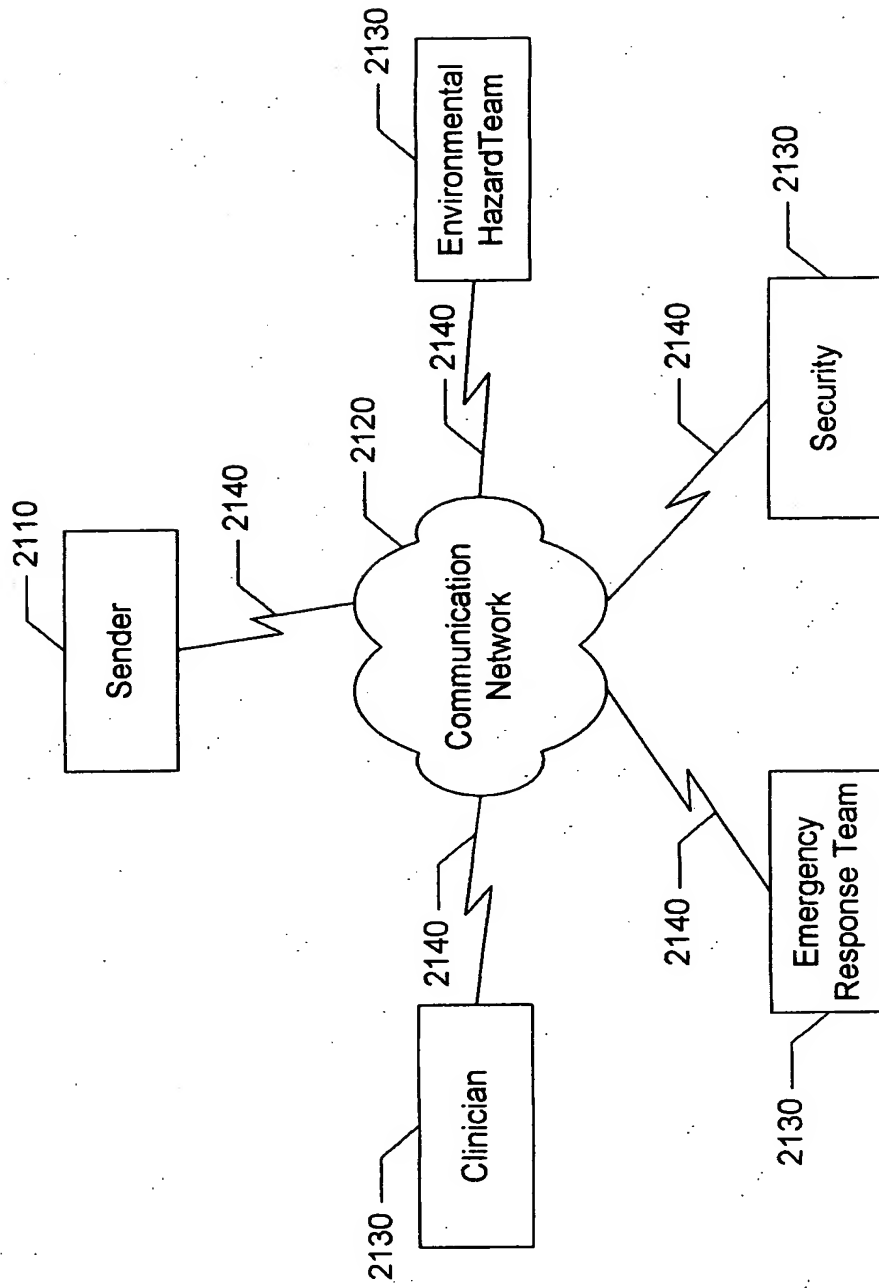 2110
Sender
2140
2120
Communication
Network
2140
2130
Clinician
2140
2130
Environmental
HazardTeam
2140
2130
Emergency
Response Team
2140
2130
Security